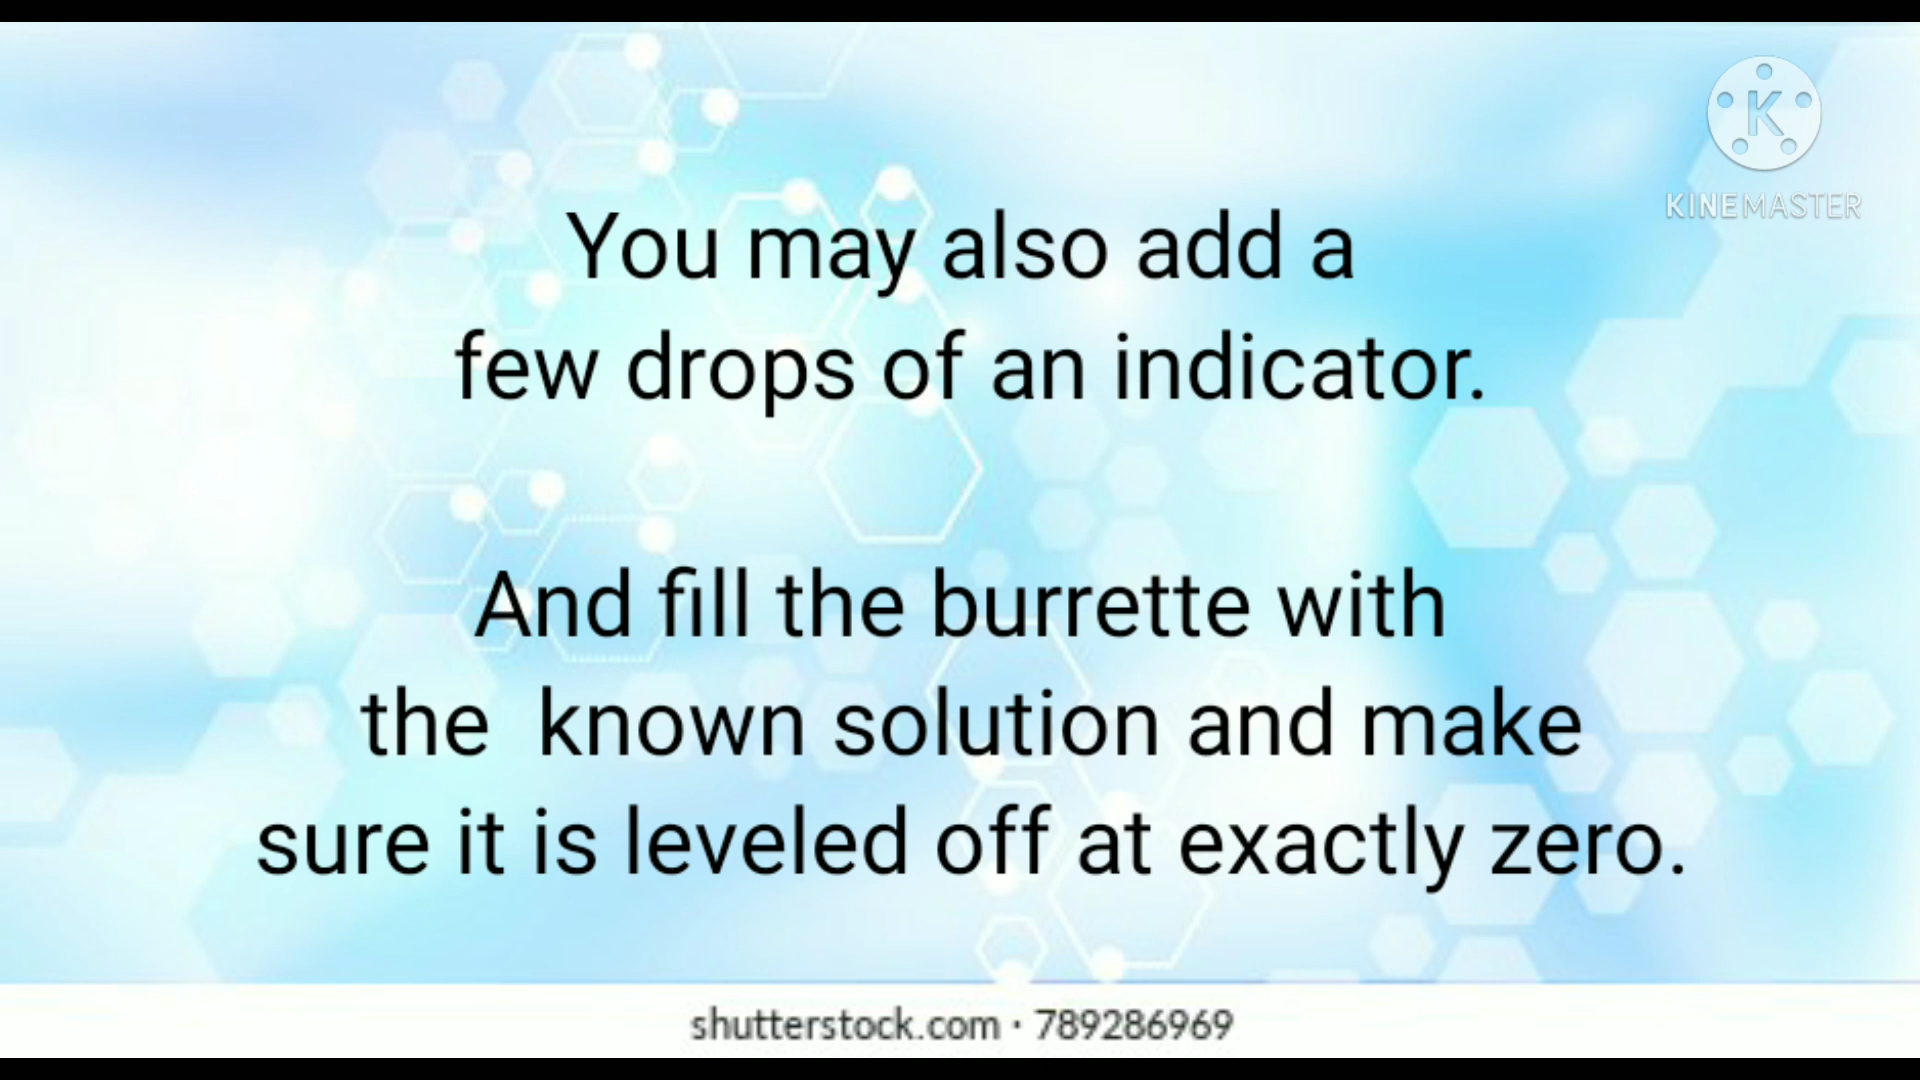 K
KINEMASTER
You may also add a
few drops of an indicator.
And fill the burrette with
the  known solution and make
sure it is leveled off at exactly zero.
shutterstock.com · 789286969